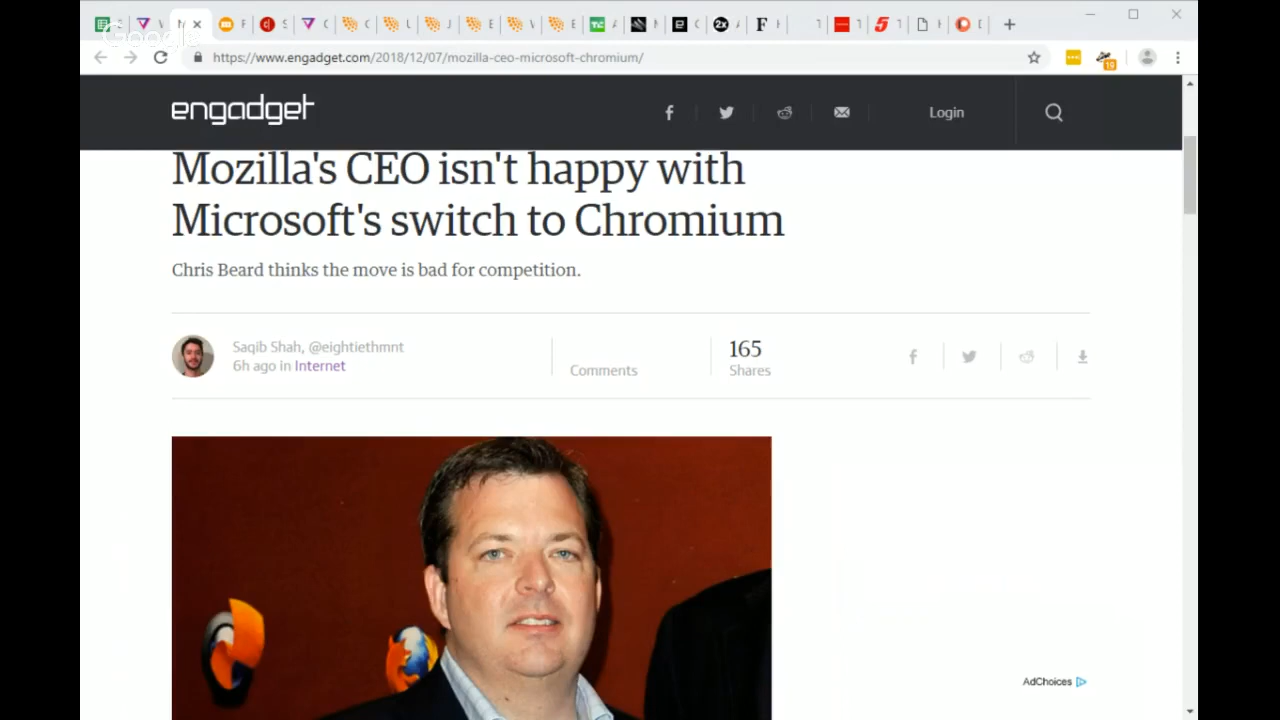 Google
https://www.engadget.com/2018/12/07/mozilla-ceo-microsoft-chromium/
19
engadget
Login
Mozilla's CEO isn't happy with
Microsoft's switch to Chromium
Chris Beard thinks the move is bad for competition.
Saqib Shah, @eightiethmnt
6h ago in Internet
Comments
165
Shares
AdChoices